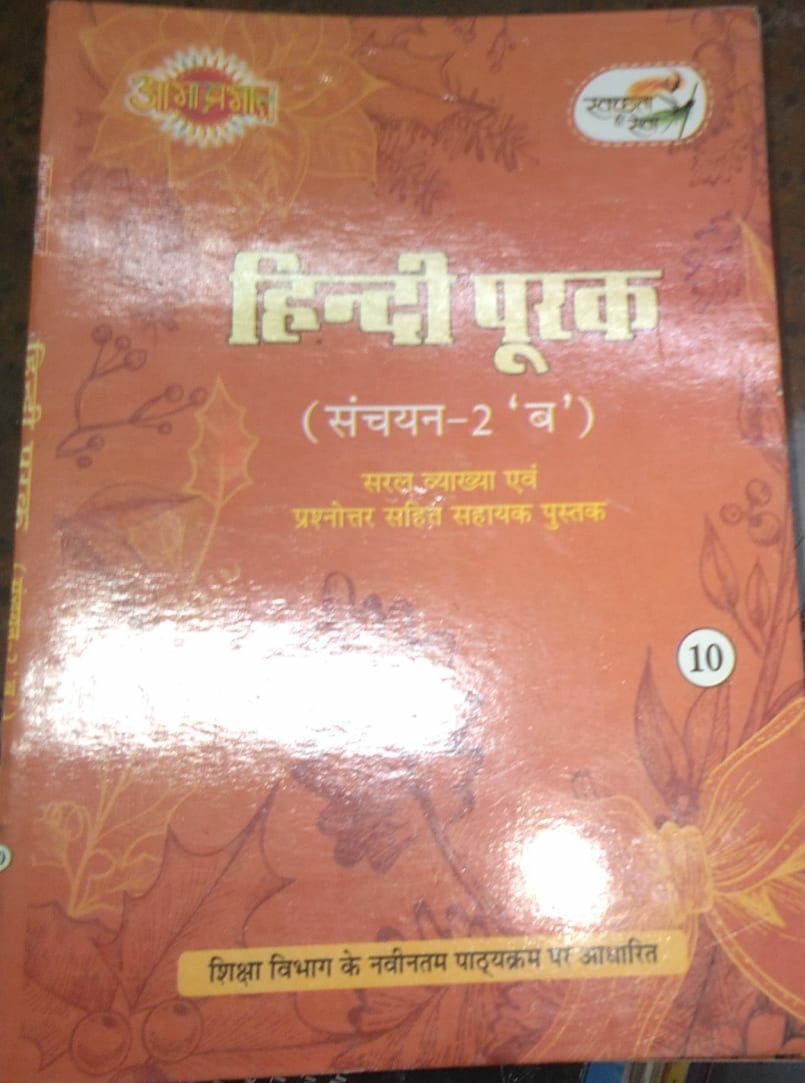 आभा प्रभात
स्वच्छता
ही सेवा
हिन्दी पूरक
(संचयन-2 'ब')
सरल व्याख्या एवं
प्रश्नोत्तर सहित सहायक पुस्तक
10
शिक्षा विभाग के नवीनतम पाठ्यक्रम पर आधारित
हिन्दी पूरक